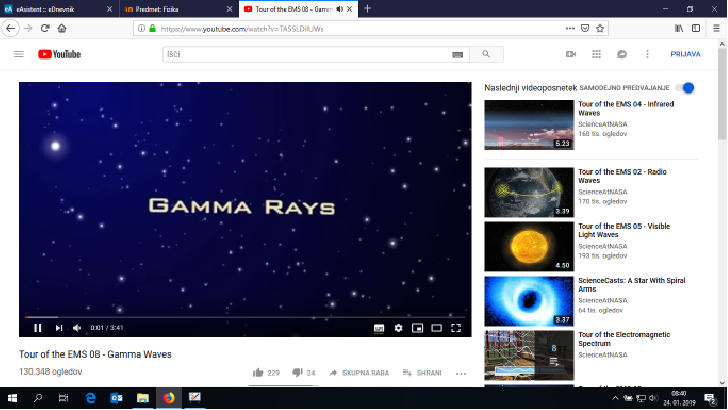 eAsistent :: eDnevnik
Predmet: Fizika
Tour of the EMS 08 - Gamm
https://www.youtube.com/watch?v=TASSLDiiUWs
YouTube
Išči
PRIJAVA
GAMMA RAYS
0:01 / 3:41
Tour of the EMS 08 - Gamma Waves
130.348 ogledov
229
24
SKUPNA RABA
SHRANI
Naslednji videoposnetek
SAMODEJNO PREDVAJANJE
5:23
Tour of the EMS 04 - Infrared
Waves
ScienceAtNASA
160 tis. ogledov
3:39
Tour of the EMS 02 - Radio
Waves
ScienceAtNASA
170 tis. ogledov
4:50
Tour of the EMS 05 - Visible
Light Waves
ScienceAtNASA
193 tis. ogledov
3:37
ScienceCasts: A Star With Spiral
Arms
ScienceAtNASA
64 tis. ogledov
8
Tour of the Electromagnetic
Spectrum
ScienceAtNASA
08:40
24. 01. 2019
2